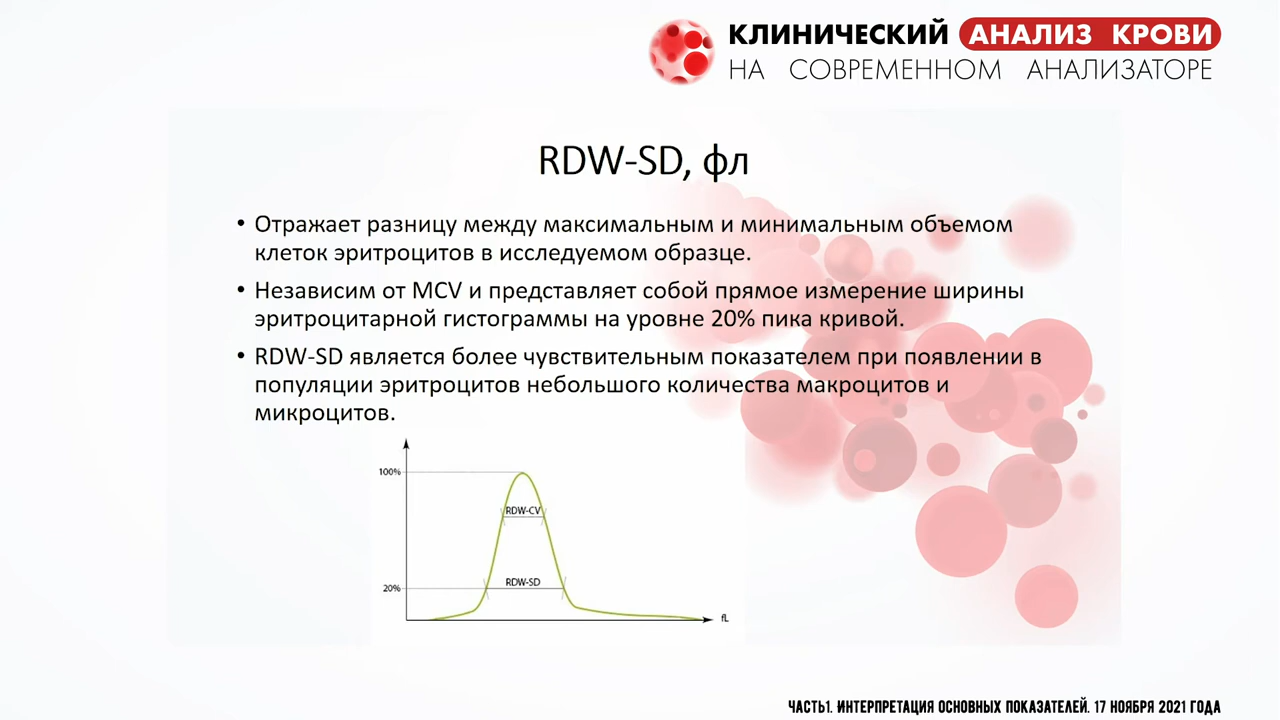 КЛИНИЧЕСКИЙ АНАЛИЗ КРОВИ
НА СОВРЕМЕННОМ АНАЛИЗАТОРЕ
RDW-SD, фл
• Отражает разницу между максимальным и минимальным объемом
клеток эритроцитов в исследуемом образце.
• Независим от MCV и представляет собой прямое измерение ширины
эритроцитарной гистограммы на уровне 20% пика кривой.
• RDW-SD является более чувствительным показателем при появлении в
популяции эритроцитов небольшого количества макроцитов и
микроцитов.
100%
RDW-CV
20%
RDW-SD
fL
ЧАСТЬ1. ИНТЕРПРЕТАЦИЯ ОСНОВНЫХ ПОКАЗАТЕЛЕЙ. 17 НОЯБРЯ 2021 ГОДА